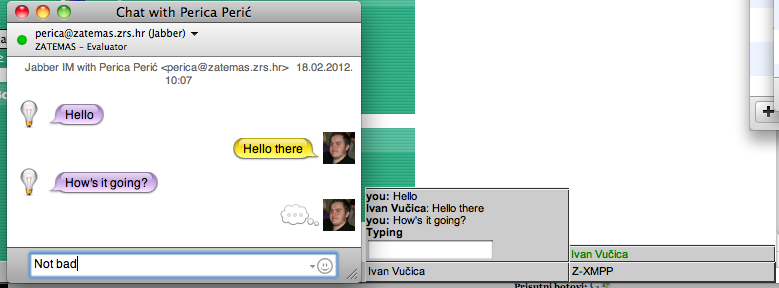 Chat with Perica Perić
perica@zatemas.zrs.hr (Jabber)
ZATEMAS – Evaluator
Jabber IM with Perica Perić <perica@zatemas.zrs.hr> 18.02.2012.
10:07
Hello
Hello there
How's it going?
Not bad
you: Hello
Ivan Vučica: Hello there
you: How's it going?
Typing
Ivan Vučica
Ivan Vučica
Z-XMPP
Prisutni botovi: